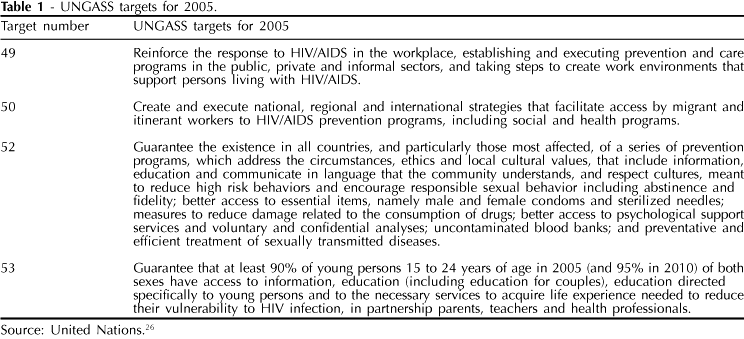 Table 1 - UNGASS targets for 2005.
Target number UNGASS targets for 2005
49 Reinforce the response to HIV/AIDS in the workplace, establishing and executing prevention and care
programs in the public, private and informal sectors, and taking steps to create work environments that
support persons living with HIV/AIDS.
50 Create and execute national, regional and international strategies that facilitate access by migrant and
itinerant workers to HIV/AIDS prevention programs, including social and health programs.
52 Guarantee the existence in all countries, and particularly those most affected, of a series of prevention
programs, which address the circumstances, ethics and local cultural values, that include information,
education and communicate in language that the community understands, and respect cultures, meant
to reduce high risk behaviors and encourage responsible sexual behavior including abstinence and
fidelity; better access to essential items, namely male and female condoms and sterilized needles;
measures to reduce damage related to the consumption of drugs; better access to psychological support
services and voluntary and confidential analyses; uncontaminated blood banks; and preventative and
efficient treatment of sexually transmitted diseases.
53 Guarantee that at least 90% of young persons 15 to 24 years of age in 2005 (and 95% in 2010) of both
sexes have access to information, education (including education for couples), education directed
specifically to young persons and to the necessary services to acquire life experience needed to reduce
their vulnerability to HIV infection, in partnership parents, teachers and health professionals.
Source: United Nations.26